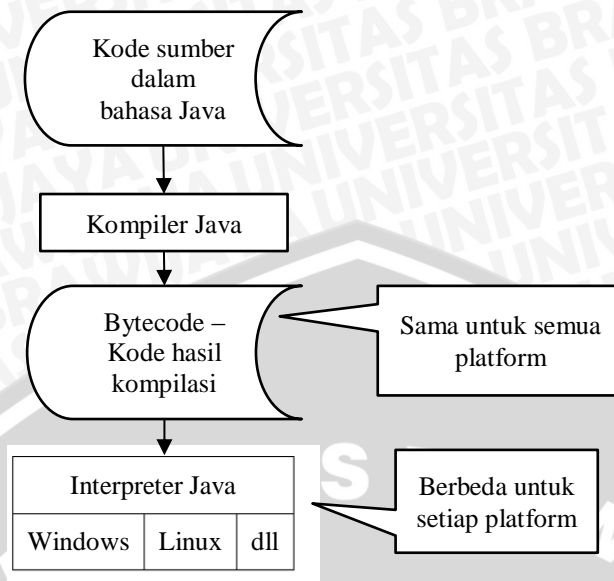 Kode sumber
dalam
bahasa Java
Kompiler Java
Bytecode –
Kode hasil
kompilasi
Sama untuk semua
platform
Interpreter Java
Windows Linux dll
Berbeda untuk
setiap platform